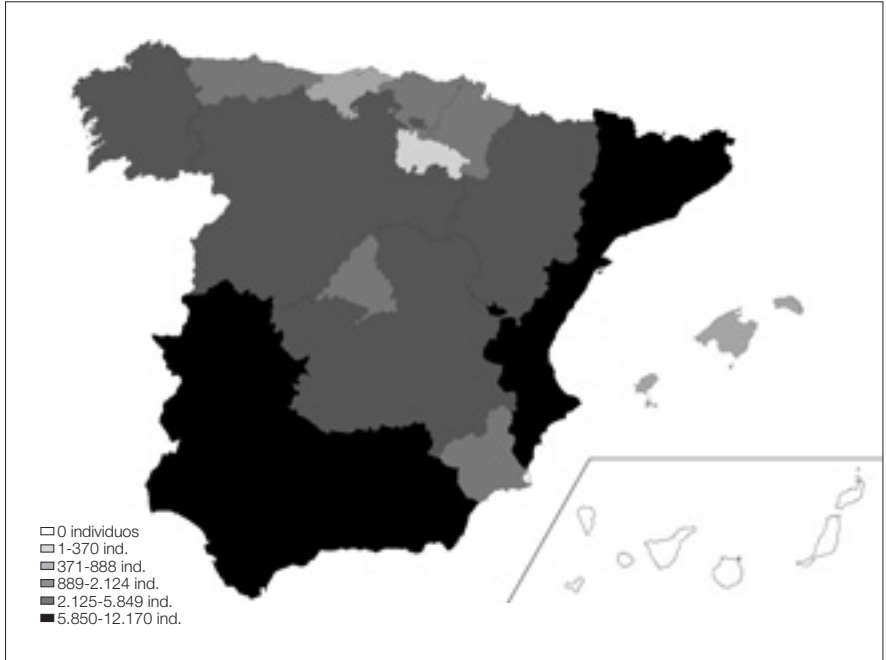 0 individuos
1-370 ind.
371-888 ind.
889-2.124 ind.
2.125-5.849 ind.
5.850-12.170 ind.